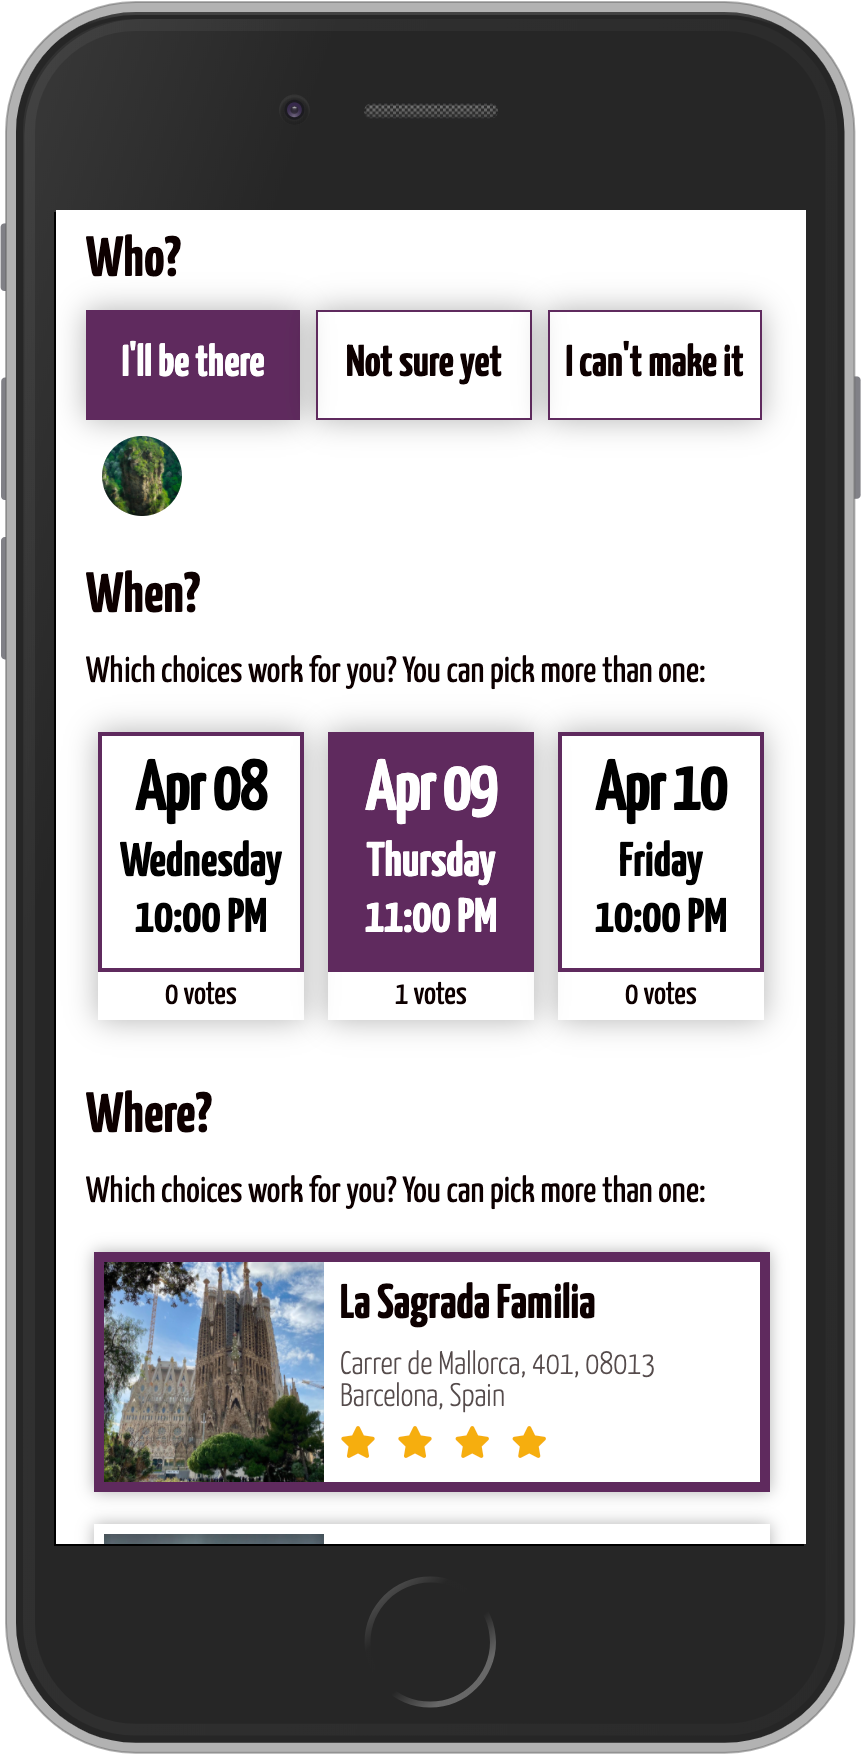 Who?
I'll be there
Not sure yet
I can't make it
When?
Which choices work for you? You can pick more than one:
Apr 08
Wednesday
10:00 PM
0 votes
Apr 09
Thursday
11:00 PM
1 votes
Apr 10
Friday
10:00 PM
0 votes
Where?
Which choices work for you? You can pick more than one:
La Sagrada Familia
Carrer de Mallorca, 401, 08013
Barcelona, Spain